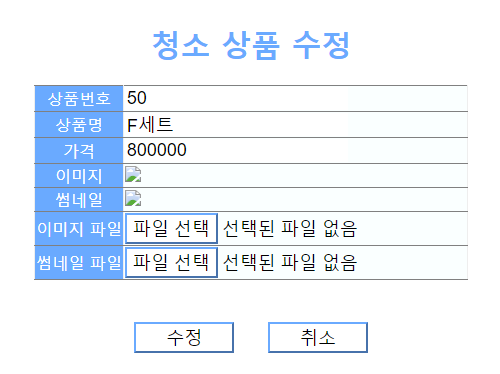 청소 상품 수정
상품번호 50
상품명 F세트
가격 800000
이미지
썸네일
이미지 파일 파일 선택 선택된 파일 없음
썸네일 파일 파일 선택 선택된 파일 없음
수정 취소